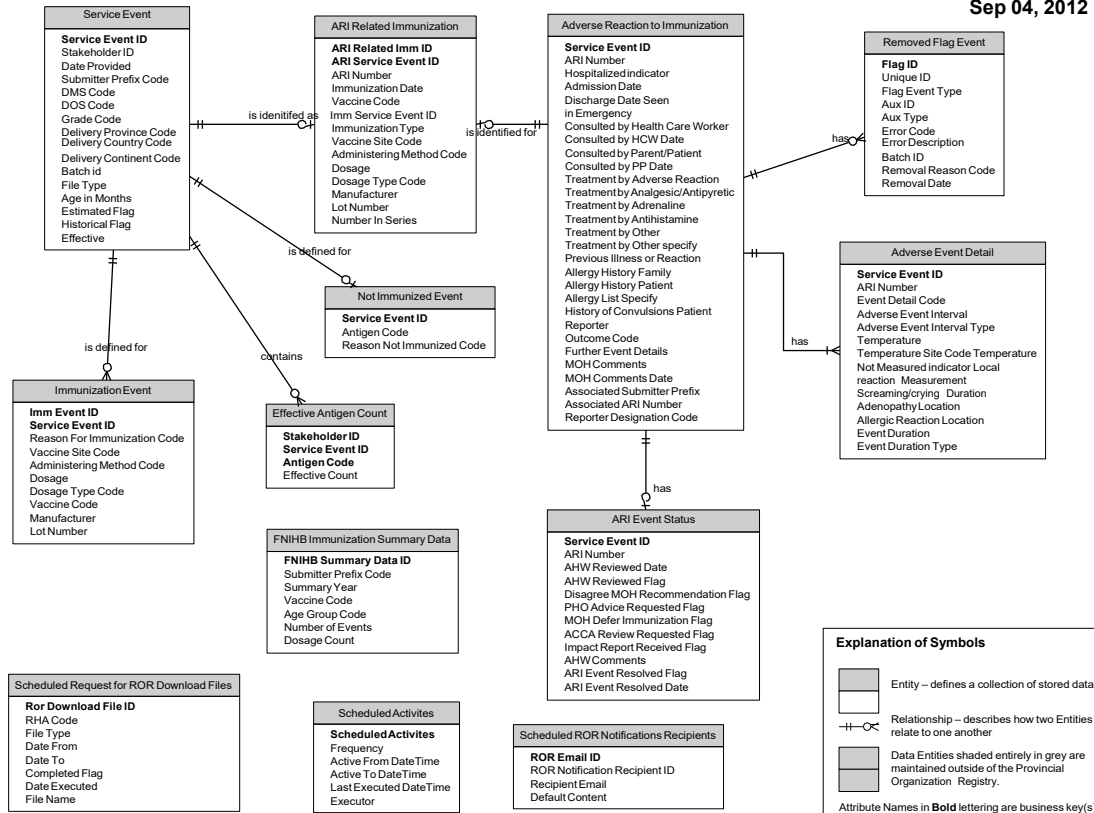 Sep 04, 2012
Service Event
Service Event ID
Stakeholder ID
Date Provided
Submitter Prefix Code
DMS Code
DOS Code
Grade Code
Delivery Province Code
Delivery Country Code
Delivery Continent Code
Batch id
File Type
Age in Months
Estimated Flag
Historical Flag
Effective
is idenitifed as
ARI Related Immunization
ARI Related Imm ID
ARI Service Event ID
ARI Number
Immunization Date
Vaccine Code
Imm Service Event ID
Immunization Type
Vaccine Site Code
Administering Method Code
Dosage
Dosage Type Code
Manufacturer
Lot Number
Number In Series
is identified for
Adverse Reaction to Immunization
Service Event ID
ARI Number
Hospitalized indicator
Admission Date
Discharge Date Seen
in Emergency
Consulted by Health Care Worker
Consulted by HCW Date
Consulted by Parent/Patient
Consulted by PP Date
Treatment by Adverse Reaction
Treatment by Analgesic/Antipyretic
Treatment by Adrenaline
Treatment by Antihistamine
Treatment by Other
Treatment by Other specify
Previous Illness or Reaction
Allergy History Family
Allergy History Patient
Allergy List Specify
History of Convulsions Patient
Reporter
Outcome Code
Further Event Details
MOH Comments
MOH Comments Date
Associated Submitter Prefix
Associated ARI Number
Reporter Designation Code
has
Removed Flag Event
Flag ID
Unique ID
Flag Event Type
Aux ID
Aux Type
Error Code
Error Description
Batch ID
Removal Reason Code
Removal Date
has
Adverse Event Detail
Service Event ID
ARI Number
Event Detail Code
Adverse Event Interval
Adverse Event Interval Type
Temperature
Temperature Site Code Temperature
Not Measured indicator Local
reaction Measurement
Screaming/crying Duration
Adenopathy Location
Allergic Reaction Location
Event Duration
Event Duration Type
is defined for
Not Immunized Event
Service Event ID
Antigen Code
Reason Not Immunized Code
is defined for
contains
Immunization Event
Imm Event ID
Service Event ID
Reason For Immunization Code
Vaccine Site Code
Administering Method Code
Dosage
Dosage Type Code
Vaccine Code
Manufacturer
Lot Number
Effective Antigen Count
Stakeholder ID
Service Event ID
Antigen Code
Effective Count
has
ARI Event Status
Service Event ID
ARI Number
AHW Reviewed Date
AHW Reviewed Flag
Disagree MOH Recommendation Flag
PHO Advice Requested Flag
MOH Defer Immunization Flag
ACCA Review Requested Flag
Impact Report Received Flag
AHW Comments
ARI Event Resolved Flag
ARI Event Resolved Date
FNIHB Immunization Summary Data
FNIHB Summary Data ID
Submitter Prefix Code
Summary Year
Vaccine Code
Age Group Code
Number of Events
Dosage Count
Scheduled Request for ROR Download Files
Ror Download File ID
RHA Code
File Type
Date From
Date To
Completed Flag
Date Executed
File Name
Scheduled Activites
Scheduled Activites
Frequency
Active From DateTime
Active To DateTime
Last Executed DateTime
Executor
Scheduled ROR Notifications Recipients
ROR Email ID
ROR Notification Recipient ID
Recipient Email
Default Content
Explanation of Symbols
Entity – defines a collection of stored data
Relationship – describes how two Entities
relate to one another
Data Entities shaded entirely in grey are
maintained outside of the Provincial
Organization Registry.
Attribute Names in Bold lettering are business key(s)